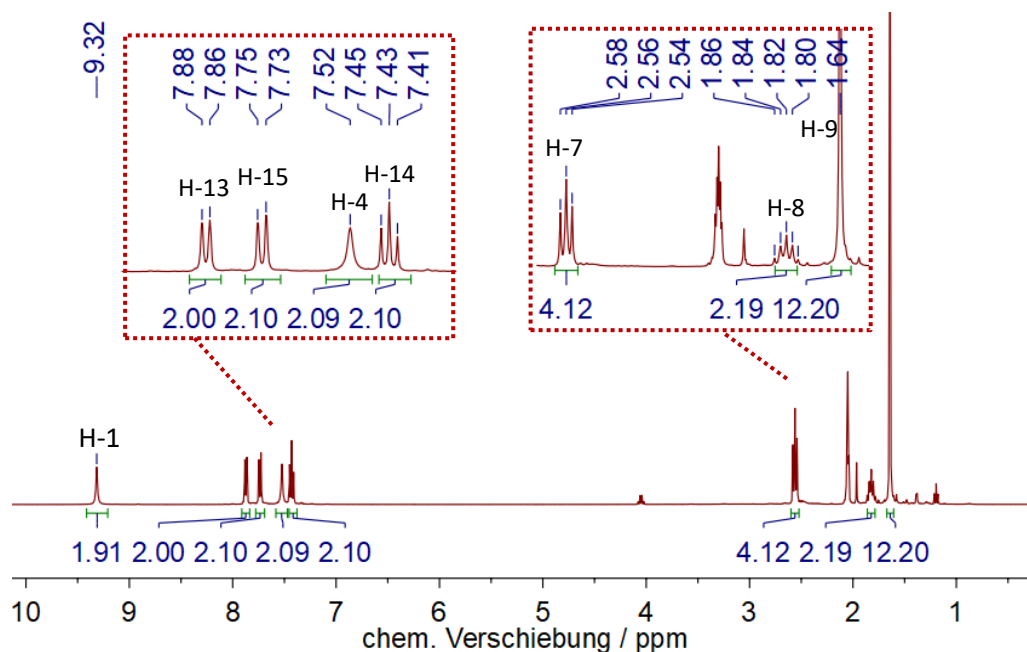 9.32
7.88 7.86 7.75 7.73 7.52 7.45 7.43 7.41
2.58 2.56 2.54 1.86 1.84 1.82 1.80 1.64
H-13 H-15 H-4 H-14
H-7 H-8 H-9
2.00 2.10 2.09 2.10
4.12 2.19 12.20
H-1
1.91 2.00 2.10 2.09 2.10 4.12 2.19 12.20
10 9 8 7 6 5 4 3 2 1
chem. Verschiebung / ppm